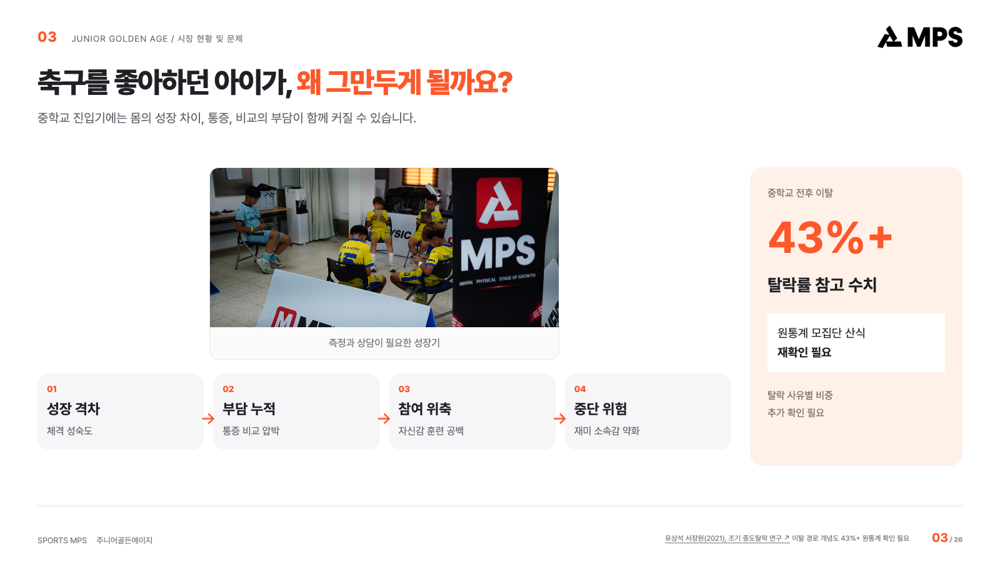 03 JUNIOR GOLDEN AGE / 시장 현황 및 문제
MPS
축구를 좋아하던 아이가, 왜 그만두게 될까요?
중학교 진입기에는 몸의 성장 차이, 통증, 비교의 부담이 함께 커질 수 있습니다.
MPS
MENTAL PHYSICAL STAGE OF GROWTH
측정과 상담이 필요한 성장기
01
성장 격차
체격 성숙도
→
02
부담 누적
통증 비교 압박
→
03
참여 위축
자신감 훈련 공백
→
04
중단 위험
재미 소속감 약화
중학교 전후 이탈
43%+
탈락률 참고 수치
원통계 모집단 산식
재확인 필요
탈락 사유별 비중
추가 확인 필요
SPORTS MPS 주니어골든에이지
유상석 서장원(2021), 조기 중도탈락 연구 ↗ 이탈 경로 개념도 43%+ 원통계 확인 필요
03 / 26